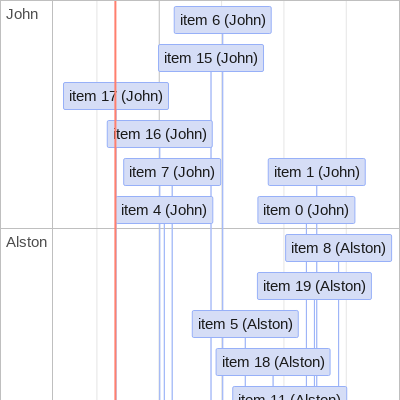 John
item 6 (John)
item 15 (John)
item 17 (John)
item 16 (John)
item 7 (John)
item 1 (John)
item 4 (John)
item 0 (John)
Alston
item 8 (Alston)
item 19 (Alston)
item 5 (Alston)
item 18 (Alston)
item 11 (Alston)